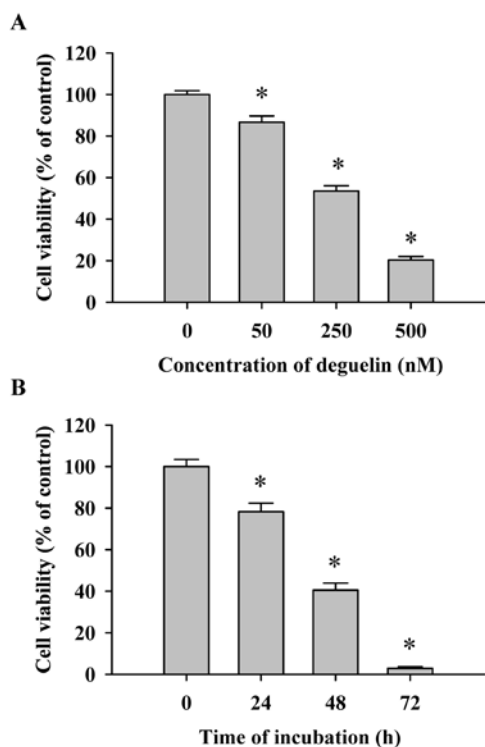 A
Cell viability (% of control)
120
100
80
60
40
20
0
*
*
*
0 50 250 500
Concentration of deguelin (nM)
B
Cell viability (% of control)
120
100
80
60
40
20
0
*
*
*
0 24 48 72
Time of incubation (h)